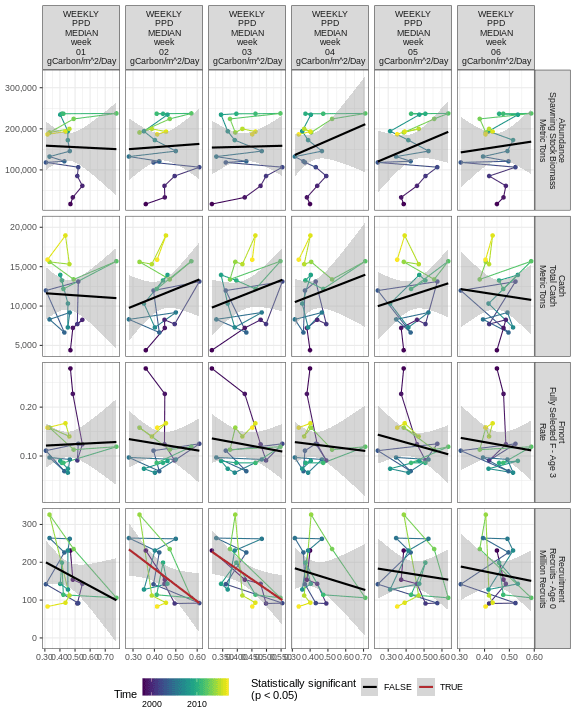 WEEKLY WEEKLY WEEKLY WEEKLY WEEKLY WEEKLY
PPD PPD PPD PPD PPD PPD
MEDIAN MEDIAN MEDIAN MEDIAN MEDIAN MEDIAN
week week week week week week
01 02 03 04 05 06
gCarbon/m^2/Day gCarbon/m^2/Day gCarbon/m^2/Day gCarbon/m^2/Day gCarbon/m^2/Day gCarbon/m^2/Day
300,000
200,000
100,000
Abundance
Spawning Stock Biomass
Metric Tons
20,000
15,000
10,000
5,000
Catch
Total Catch
Metric Tons
0.20
0.10
Fmort
Fully Selected F - Age 3
Rate
300
200
100
0
Recruitment
Recruits - Age 0
Million Recruits
0.30 0.40 0.50 0.60 0.70
0.30 0.40 0.50 0.60
0.50
0.30 0.40 0.50 0.60 0.70
0.30 0.40 0.50 0.60
0.30 0.40 0.50 0.60
Time
2000 2010
Statistically significant
(p < 0.05)
FALSE TRUE